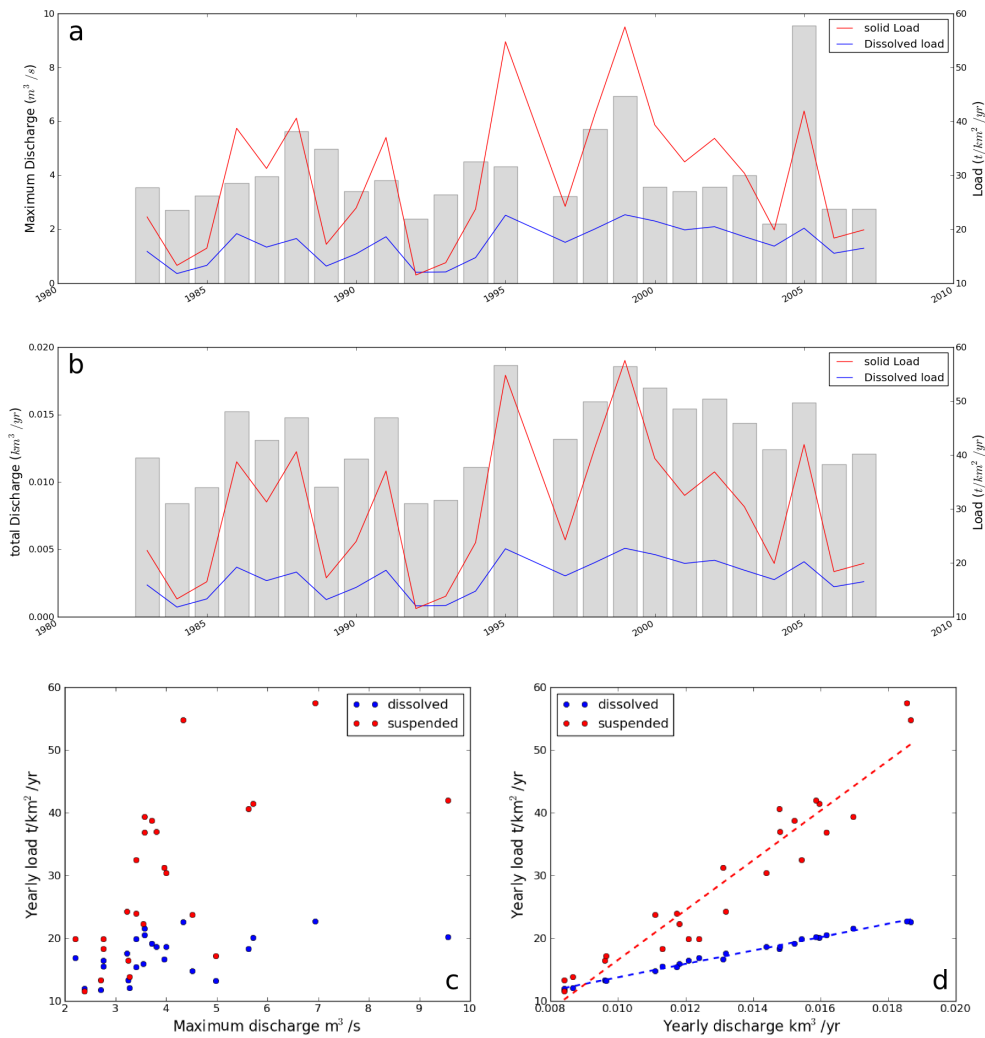 a
solid Load
Dissolved load
Maximum Discharge (m³/s)
Load (t/km²/yr)
10
8
6
4
2
0
60
50
40
30
20
10
1980
1985
1990
1995
2000
2005
2010
b
solid Load
Dissolved load
total Discharge (km³/yr)
Load (t/km²/yr)
0.020
0.015
0.010
0.005
0.000
60
50
40
30
20
10
1980
1985
1990
1995
2000
2005
2010
dissolved
suspended
Yearly load t/km² /yr
60
50
40
30
20
10
c
2 3 4 5 6 7 8 9 10
Maximum discharge m³ /s
dissolved
suspended
Yearly load t/km² /yr
60
50
40
30
20
10
d
0.008 0.010 0.012 0.014 0.016 0.018 0.020
Yearly discharge km³ /yr